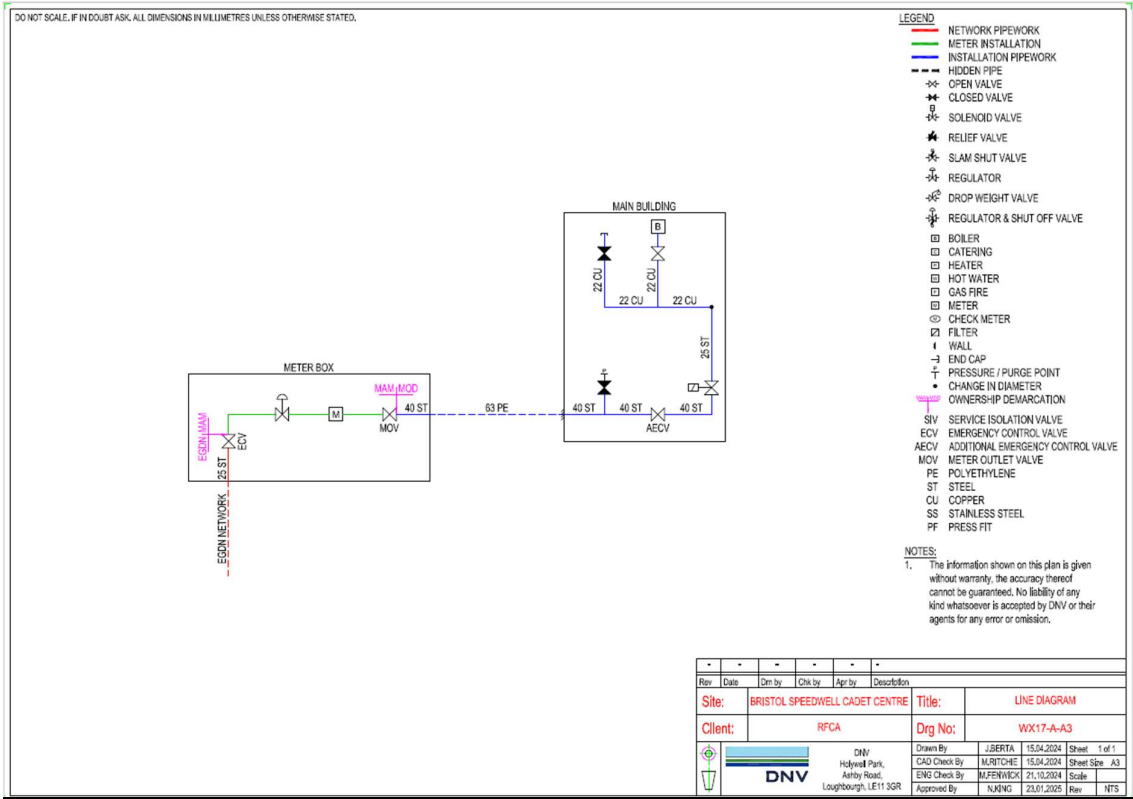 DO NOT SCALE. IF IN DOUBT ASK. ALL DIMENSIONS IN MILLIMETRES UNLESS OTHERWISE STATED.
LEGEND
NETWORK PIPEWORK
METER INSTALLATION
INSTALLATION PIPEWORK
HIDDEN PIPE
OPEN VALVE
CLOSED VALVE
SOLENOID VALVE
RELIEF VALVE
SLAM SHUT VALVE
REGULATOR
DROP WEIGHT VALVE
REGULATOR & SHUT OFF VALVE
B BOILER
CATERING
HEATER
HOT WATER
GAS FIRE
METER
CHECK METER
FILTER
WALL
END CAP
P PRESSURE / PURGE POINT
CHANGE IN DIAMETER
OWNERSHIP DEMARCATION
SIV SERVICE ISOLATION VALVE
ECV EMERGENCY CONTROL VALVE
AECV ADDITIONAL EMERGENCY CONTROL VALVE
MOV METER OUTLET VALVE
PE POLYETHYLENE
ST STEEL
CU COPPER
SS STAINLESS STEEL
PF PRESS FIT
NOTES:
1. The information shown on this plan is given
without warranty, the accuracy thereof
cannot be guaranteed. No liability of any
kind whatsoever is accepted by DNV or their
agents for any error or omission.
MAIN BUILDING
B
22 CU
22 CU
22 CU 22 CU
25 ST
P
40 ST 40 ST 40 ST
AECV
METER BOX
MAM MOD
M
40 ST
63 PE
MOV
EGDN MAM
ECV
25 ST
EGDN NETWORK
- - - - - -
Rev Date Drn by Chk by Apr by Description
Site: BRISTOL SPEEDWELL CADET CENTRE Title: LINE DIAGRAM
Client: RFCA Drg No: WX17-A-A3
DNV
DNV
Holywell Park,
Ashby Road,
Loughbourgh, LE11 3GR
Drawn By J.BERTA 15.04.2024 Sheet 1 of 1
CAD Check By M.RITCHIE 15.04.2024 Sheet Size A3
ENG Check By M.FENWICK 21.10.2024 Scale
Approved By N.KING 23.01.2025 Rev NTS